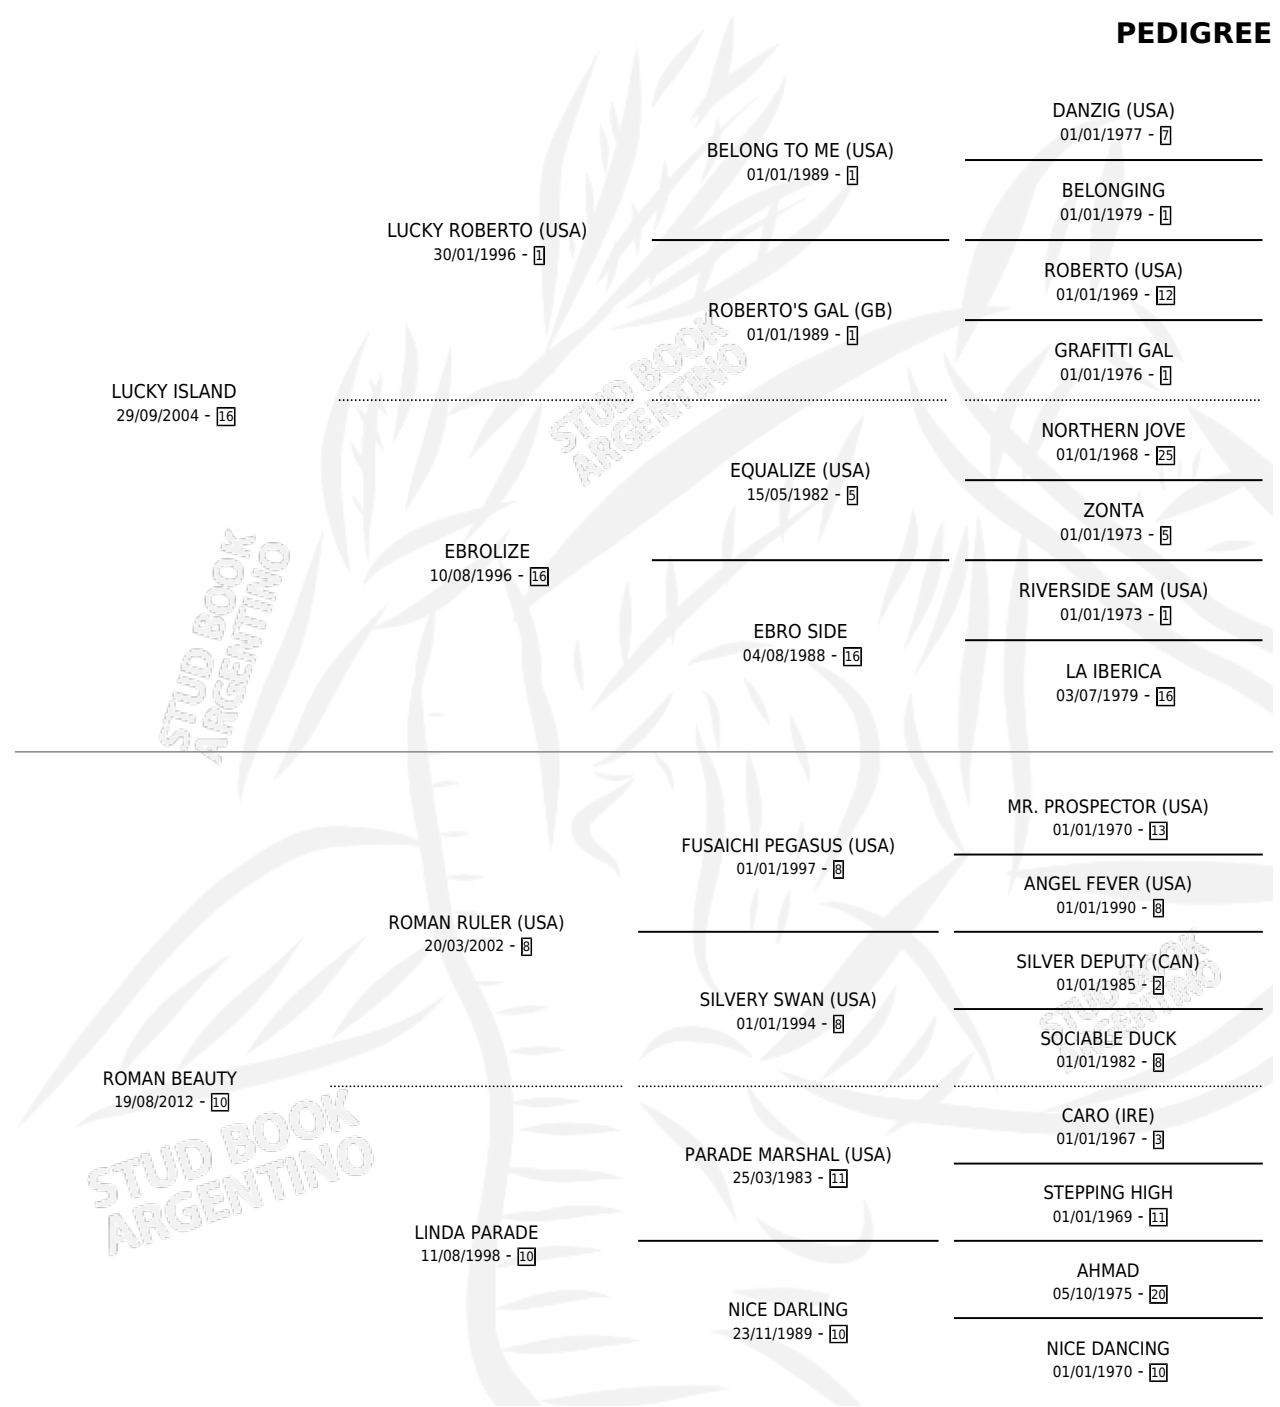 PEDIGREE
DANZIG (USA)
01/01/1977 - 7
BELONG TO ME (USA)
01/01/1989 - 1
BELONGING
01/01/1979 - 1
LUCKY ROBERTO (USA)
30/01/1996 - 1
ROBERTO (USA)
01/01/1969 - 12
ROBERTO'S GAL (GB)
01/01/1989 - 1
GRAFITTI GAL
01/01/1976 - 1
LUCKY ISLAND
29/09/2004 - 16
STUD BOOK
ARGENTINO
NORTHERN JOVE
01/01/1968 - 25
EQUALIZE (USA)
15/05/1982 - 5
ZONTA
01/01/1973 - 5
EBROLIZE
10/08/1996 - 16
RIVERSIDE SAM (USA)
01/01/1973 - 1
EBRO SIDE
04/08/1988 - 16
LA IBERICA
03/07/1979 - 16
STUD BOOK
ARGENTINO
MR. PROSPECTOR (USA)
01/01/1970 - 13
FUSAICHI PEGASUS (USA)
01/01/1997 - 8
ANGEL FEVER (USA)
01/01/1990 - 8
ROMAN RULER (USA)
20/03/2002 - 8
SILVER DEPUTY (CAN)
01/01/1985 - 2
SILVERY SWAN (USA)
01/01/1994 - 8
STUD BOOK
ARGENTINO
SOCIABLE DUCK
01/01/1982 - 8
ROMAN BEAUTY
19/08/2012 - 10
CARO (IRE)
01/01/1967 - 3
PARADE MARSHAL (USA)
25/03/1983 - 11
STUD BOOK
ARGENTINO
STEPPING HIGH
01/01/1969 - 11
LINDA PARADE
11/08/1998 - 10
AHMAD
05/10/1975 - 20
NICE DARLING
23/11/1989 - 10
NICE DANCING
01/01/1970 - 10